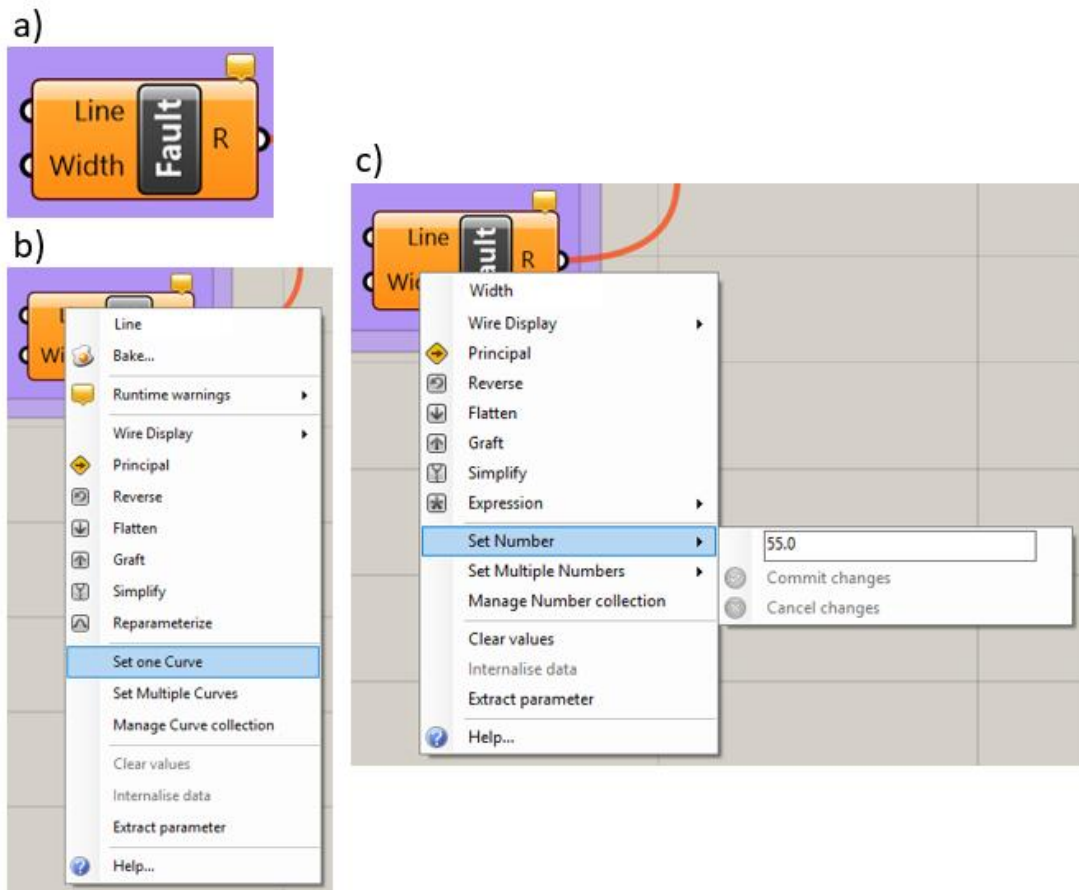 a)
Line
Width
Fault
R
b)
L
Wi
Line
Bake...
Runtime warnings
Wire Display
Principal
Reverse
Flatten
Graft
Simplify
Reparameterize
Set one Curve
Set Multiple Curves
Manage Curve collection
Clear values
Internalise data
Extract parameter
Help...
c)
Line
Wid
ault
R
Width
Wire Display
Principal
Reverse
Flatten
Graft
Simplify
Expression
Set Number
Set Multiple Numbers
Manage Number collection
Clear values
Internalise data
Extract parameter
Help...
55.0
Commit changes
Cancel changes